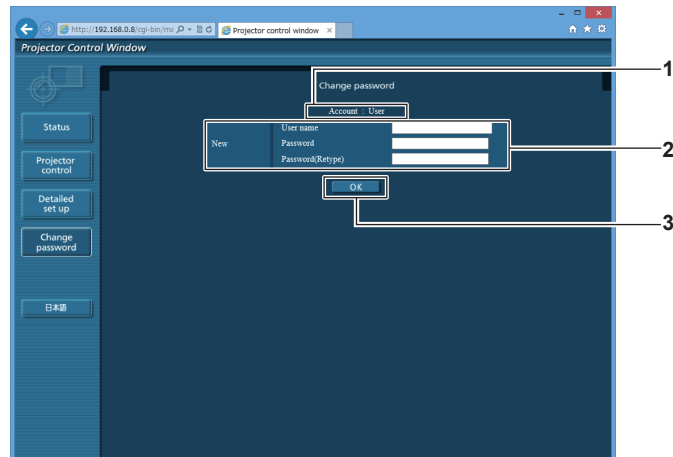 http://192.168.0.8/cgi-bin/mc
Projector control window
Projector Control Window
1
Change password
Account : User
Status
New
User name
Password
Password(Retype)
2
Projector
control
OK
Detailed
set up
3
Change
password
日本語